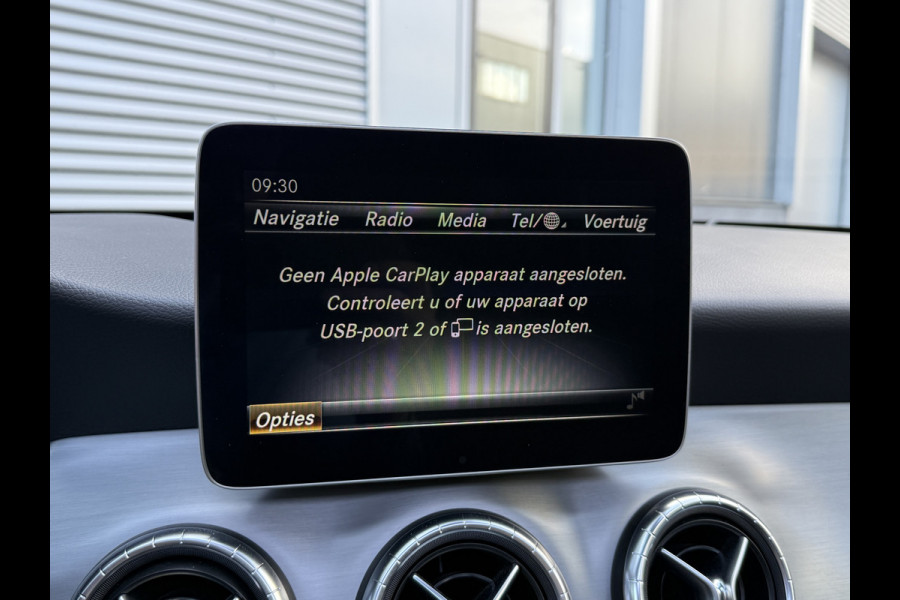 09:30
Navigatie Radio Media Tel/ Voertuig
Geen Apple CarPlay apparaat aangesloten.
Controleert u of uw apparaat op
USB-poort 2 of is aangesloten.
Opties